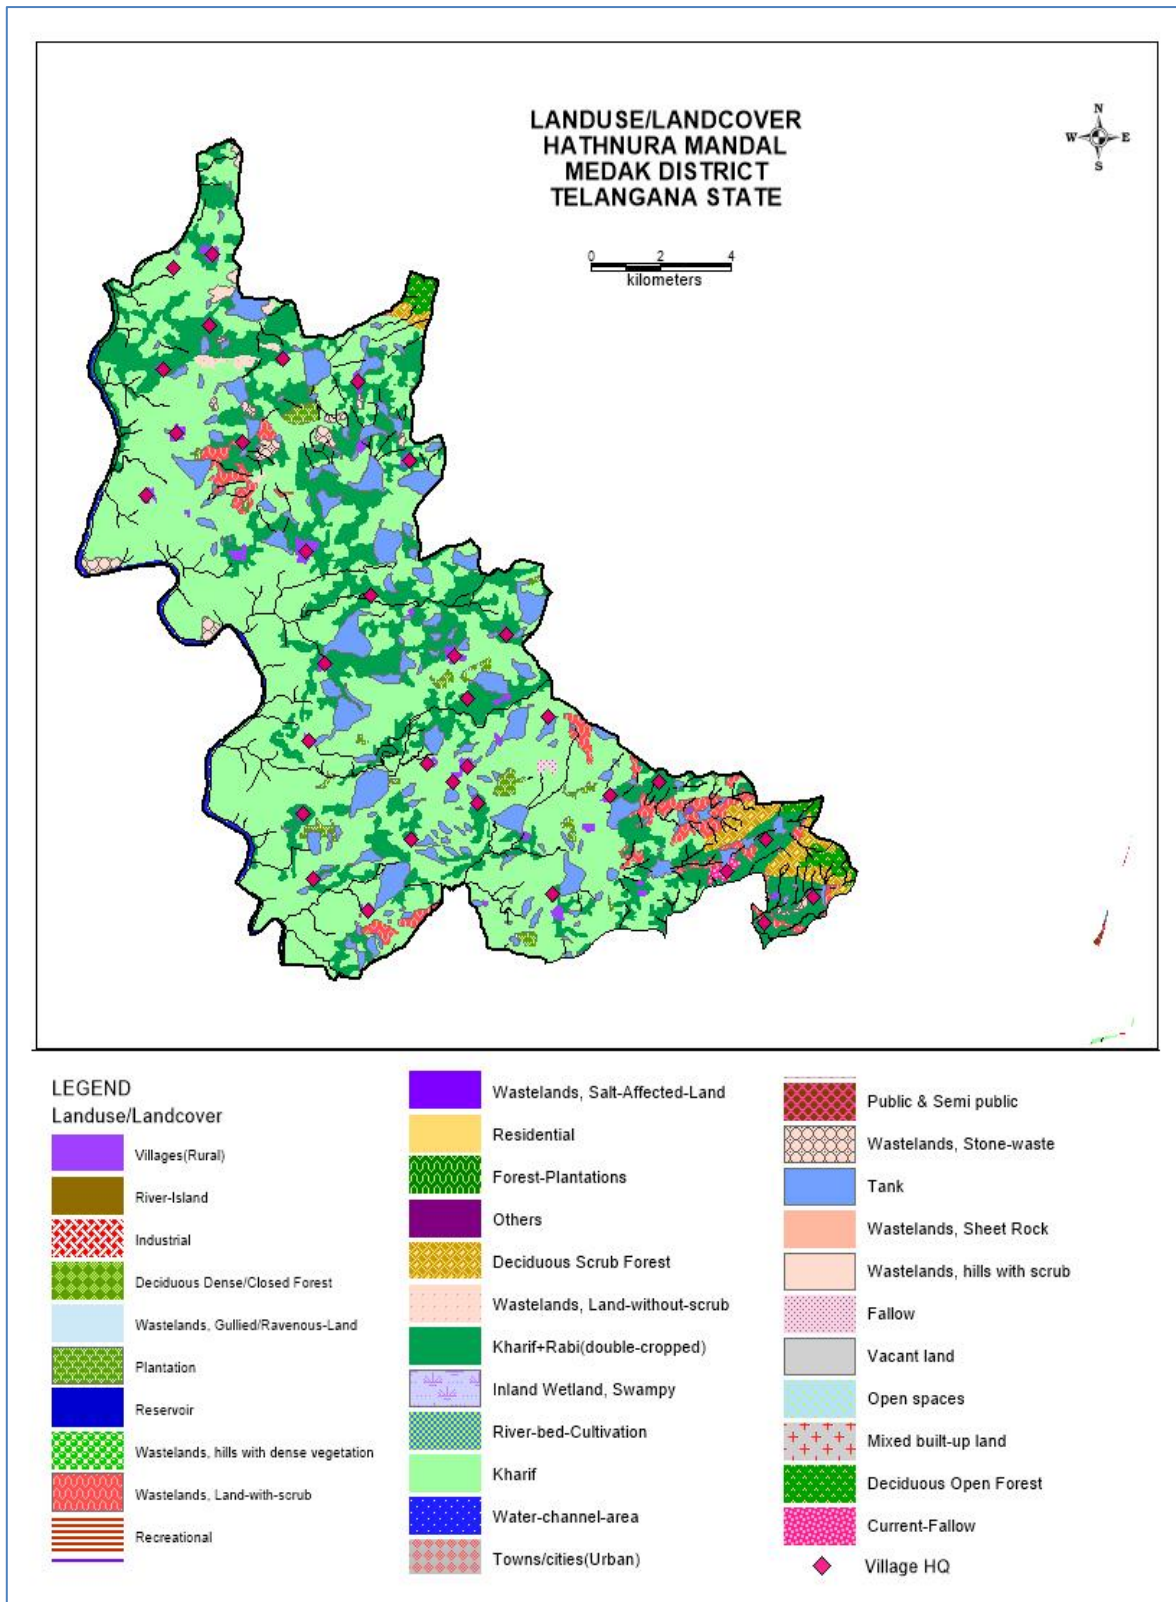 LANDUSE/LANDCOVER
HATHNURA MANDAL
MEDAK DISTRICT
TELANGANA STATE
N
W E
S
0 2 4
kilometers
LEGEND
Landuse/Landcover
Villages(Rural)
River-Island
Industrial
Deciduous Dense/Closed Forest
Wastelands, Gullied/Ravenous-Land
Plantation
Reservoir
Wastelands, hills with dense vegetation
Wastelands, Land-with-scrub
Recreational
Wastelands, Salt-Affected-Land
Residential
Forest-Plantations
Others
Deciduous Scrub Forest
Wastelands, Land-without-scrub
Kharif+Rabi(double-cropped)
Inland Wetland, Swampy
River-bed-Cultivation
Kharif
Water-channel-area
Towns/cities(Urban)
Public & Semi public
Wastelands, Stone-waste
Tank
Wastelands, Sheet Rock
Wastelands, hills with scrub
Fallow
Vacant land
Open spaces
Mixed built-up land
Deciduous Open Forest
Current-Fallow
Village HQ